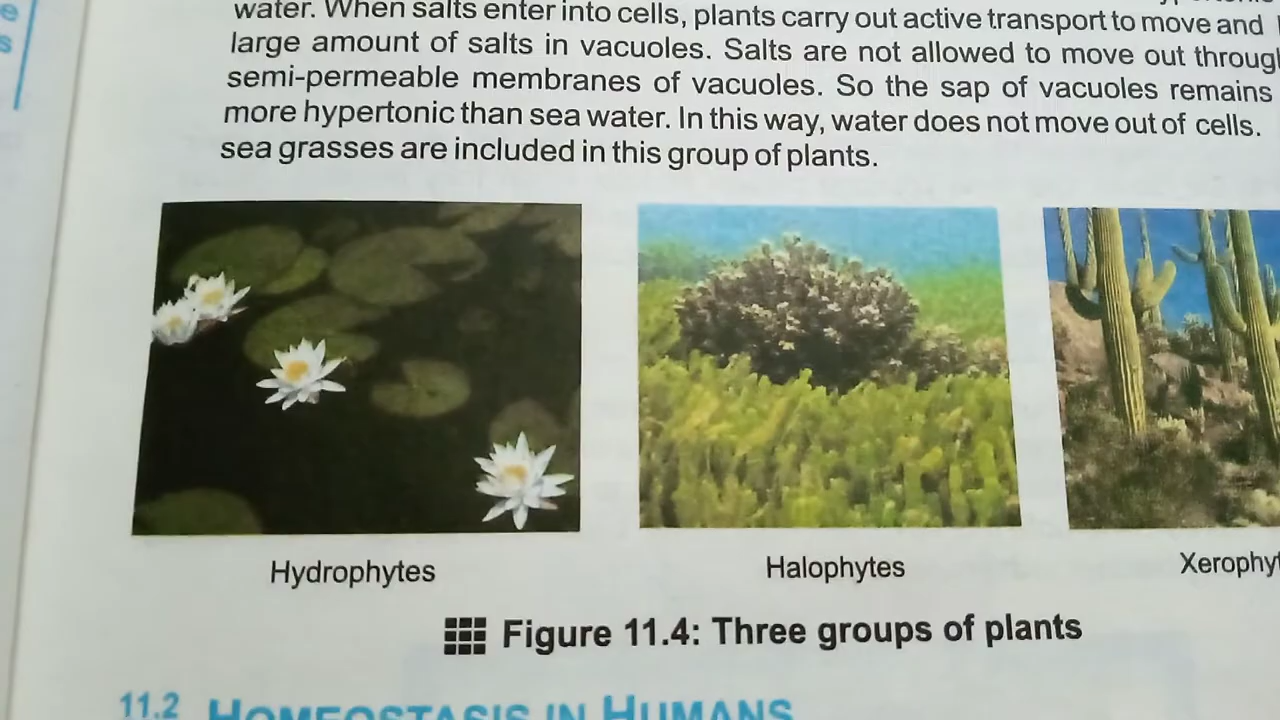 e
s
water. When salts enter into cells, plants carry out active transport to move and
large amount of salts in vacuoles. Salts are not allowed to move out through
semi-permeable membranes of vacuoles. So the sap of vacuoles remains
more hypertonic than sea water. In this way, water does not move out of cells.
sea grasses are included in this group of plants.
Hydrophytes
Halophytes
Xerophyt
Figure 11.4: Three groups of plants
11.2 HOMEOSTASIS IN HUMANS